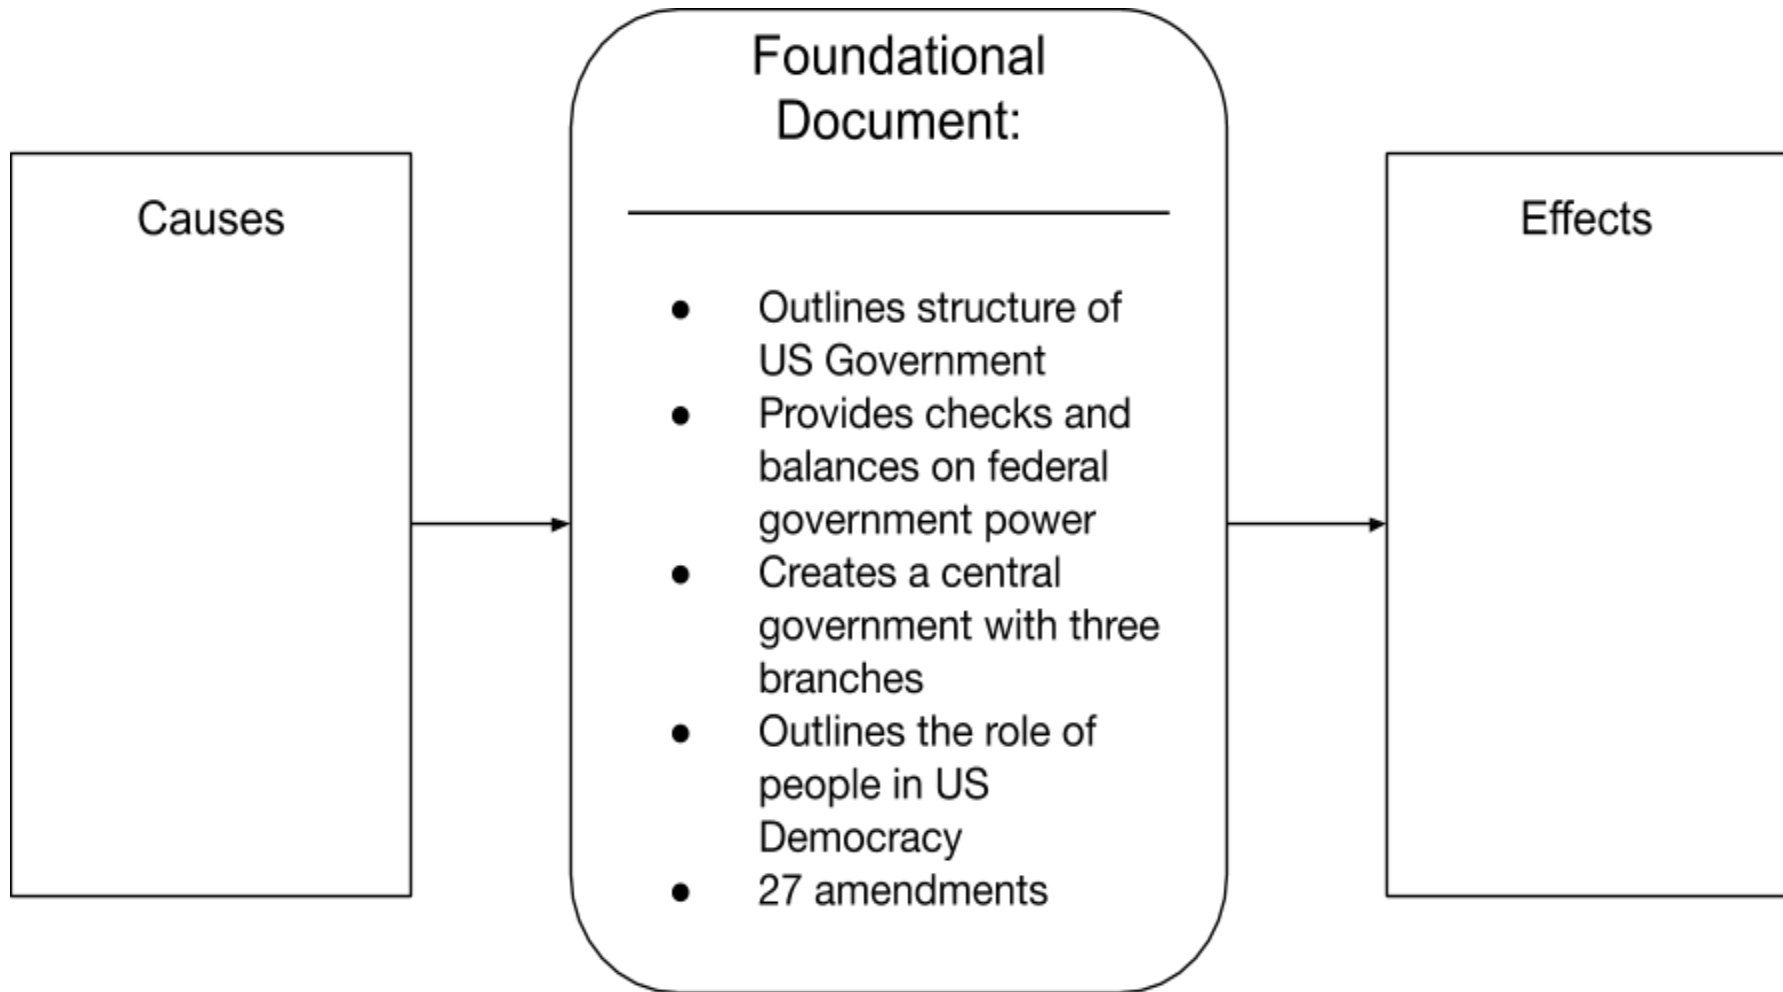 Foundational
Document:
Causes
Effects
● Outlines structure of
US Government
● Provides checks and
balances on federal
government power
● Creates a central
government with three
branches
● Outlines the role of
people in US
Democracy
● 27 amendments